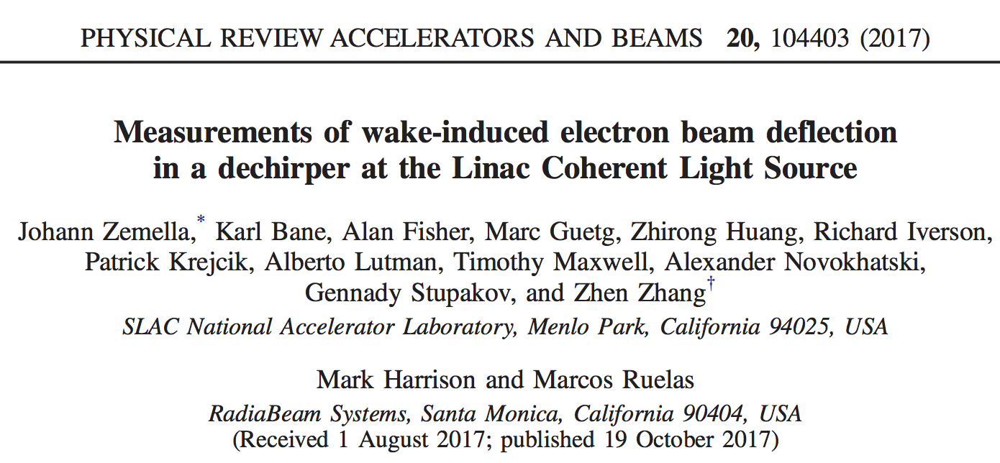 PHYSICAL REVIEW ACCELERATORS AND BEAMS 20, 104403 (2017)
Measurements of wake-induced electron beam deflection
in a dechirper at the Linac Coherent Light Source
Johann Zemella,* Karl Bane, Alan Fisher, Marc Guetg, Zhirong Huang, Richard Iverson,
Patrick Krejcik, Alberto Lutman, Timothy Maxwell, Alexander Novokhatski,
Gennady Stupakov, and Zhen Zhang†
SLAC National Accelerator Laboratory, Menlo Park, California 94025, USA
Mark Harrison and Marcos Ruelas
RadiaBeam Systems, Santa Monica, California 90404, USA
(Received 1 August 2017; published 19 October 2017)